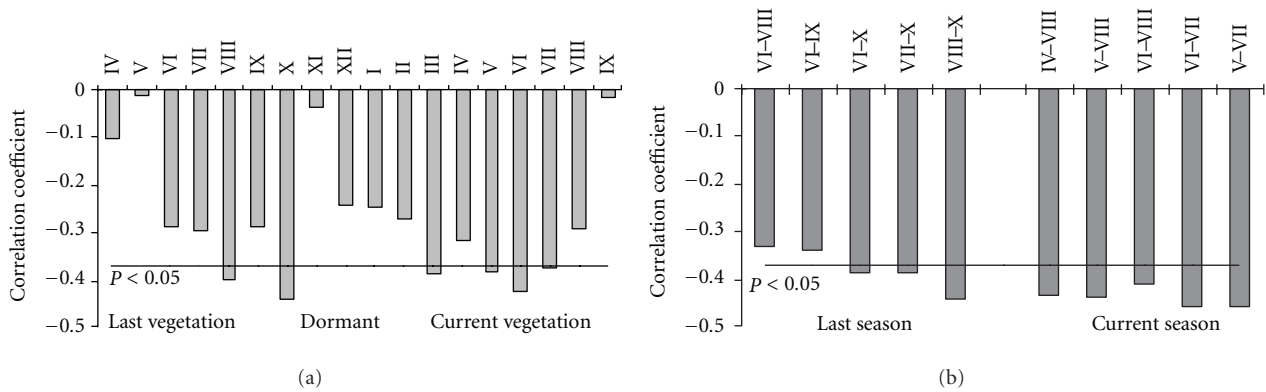 IV V VI VII VIII IX X XI XII I II III IV V VI VII VIII IX
0
−0.1
−0.2
−0.3
−0.4
−0.5
Correlation coefficient
P < 0.05
Last vegetation Dormant Current vegetation
(a)
VI–VIII VI–IX VI–X VII–X VIII–X IV–VIII V–VIII VI–VIII VI–VII V–VII
0
−0.1
−0.2
−0.3
−0.4
−0.5
Correlation coefficient
P < 0.05
Last season Current season
(b)